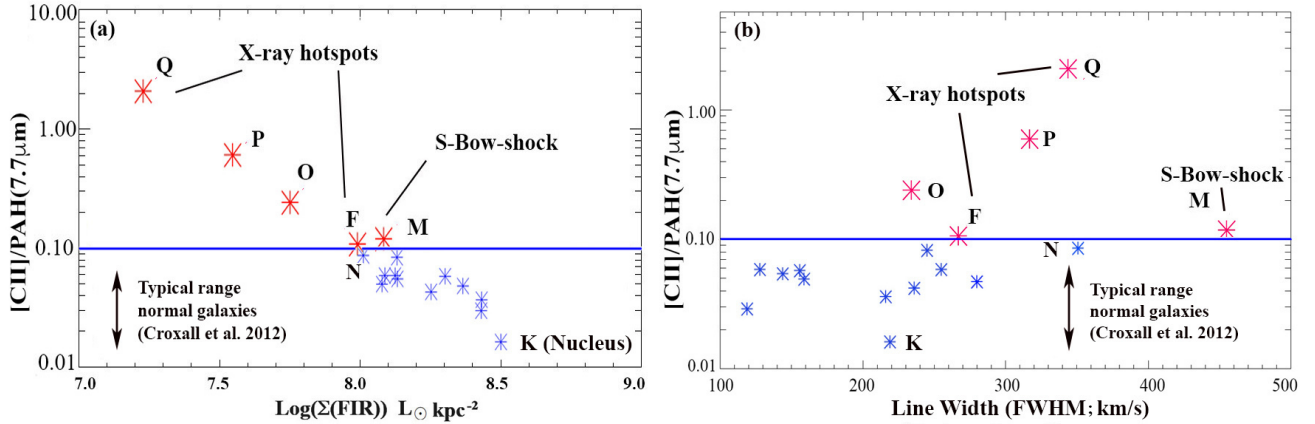 (a)
10.00
1.00
0.10
0.01
[CII]/PAH(7.7μm)
Q
X-ray hotspots
P
S-Bow-shock
O
F
M
N
Typical range
normal galaxies
(Croxall et al. 2012)
K (Nucleus)
7.0 7.5 8.0 8.5 9.0
Log(Σ(FIR)) L☉ kpc⁻²
(b)
1.00
0.10
0.01
[CII]/PAH(7.7μm)
Q
X-ray hotspots
P
S-Bow-shock
O
M
F
N
Typical range
normal galaxies
(Croxall et al. 2012)
K
100 200 300 400 500
Line Width (FWHM; km/s)